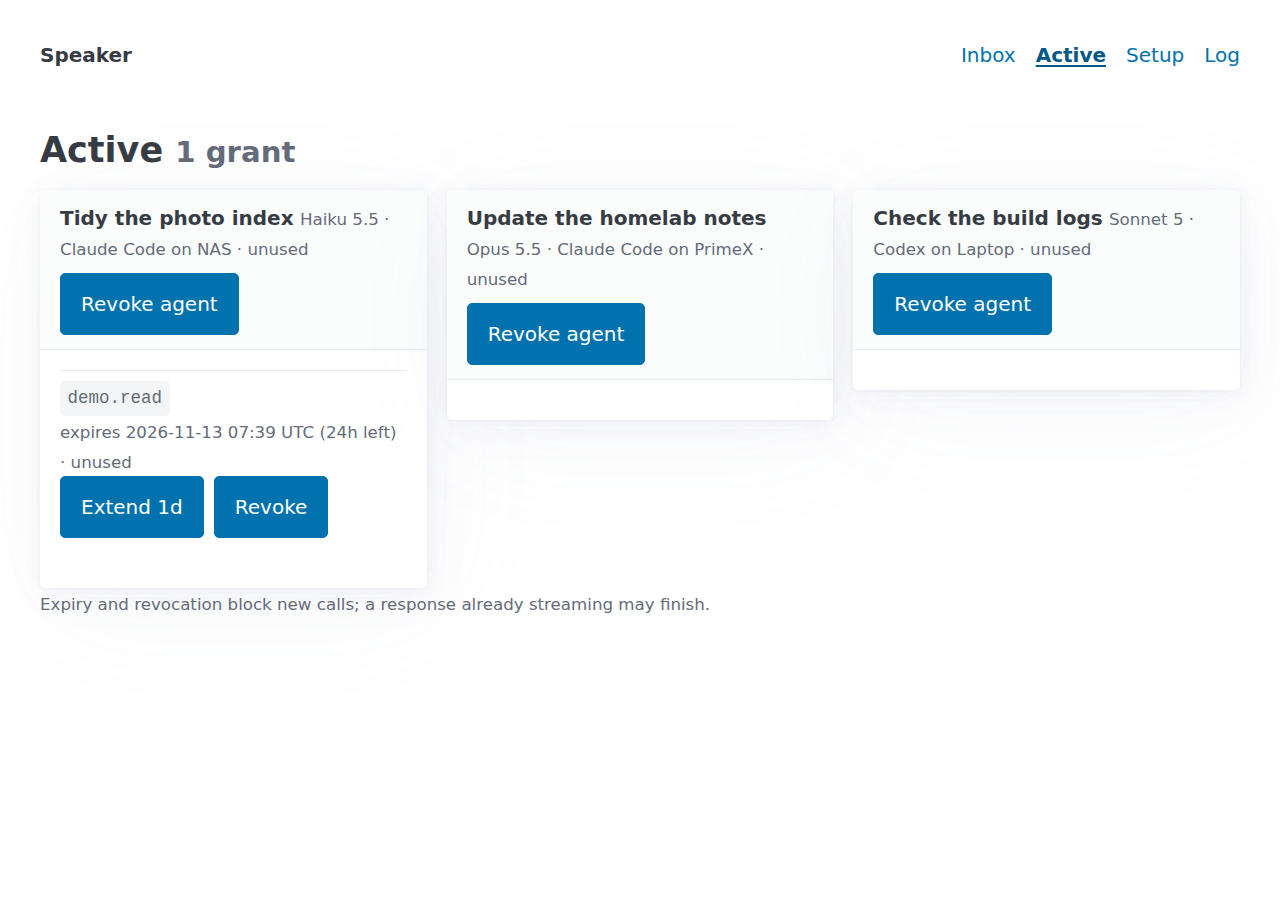 Speaker
Inbox Active Setup Log
Active 1 grant
Tidy the photo index Haiku 5.5 ·
Claude Code on NAS · unused
Revoke agent
demo.read
expires 2026-11-13 07:39 UTC (24h left)
· unused
Extend 1d Revoke
Update the homelab notes
Opus 5.5 · Claude Code on PrimeX ·
unused
Revoke agent
Check the build logs Sonnet 5 ·
Codex on Laptop · unused
Revoke agent
Expiry and revocation block new calls; a response already streaming may finish.